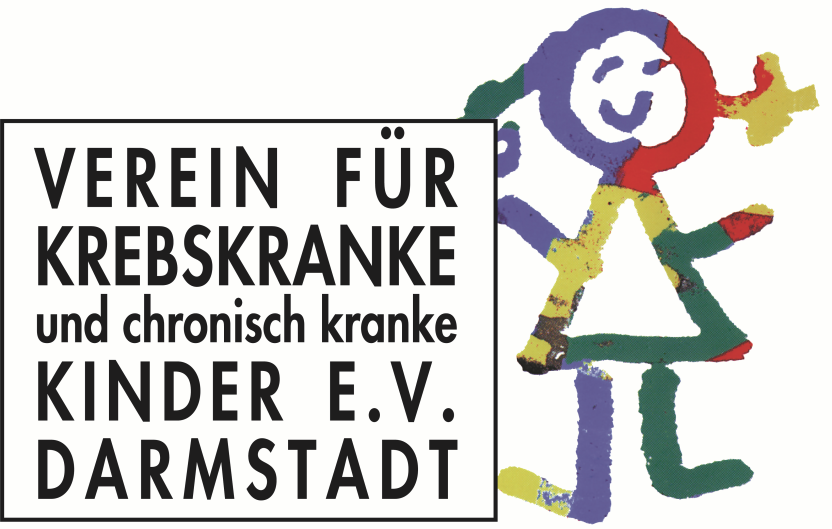 VEREIN FÜR
KREBSKRANKE
und chronisch kranke
KINDER E.V.
DARMSTADT